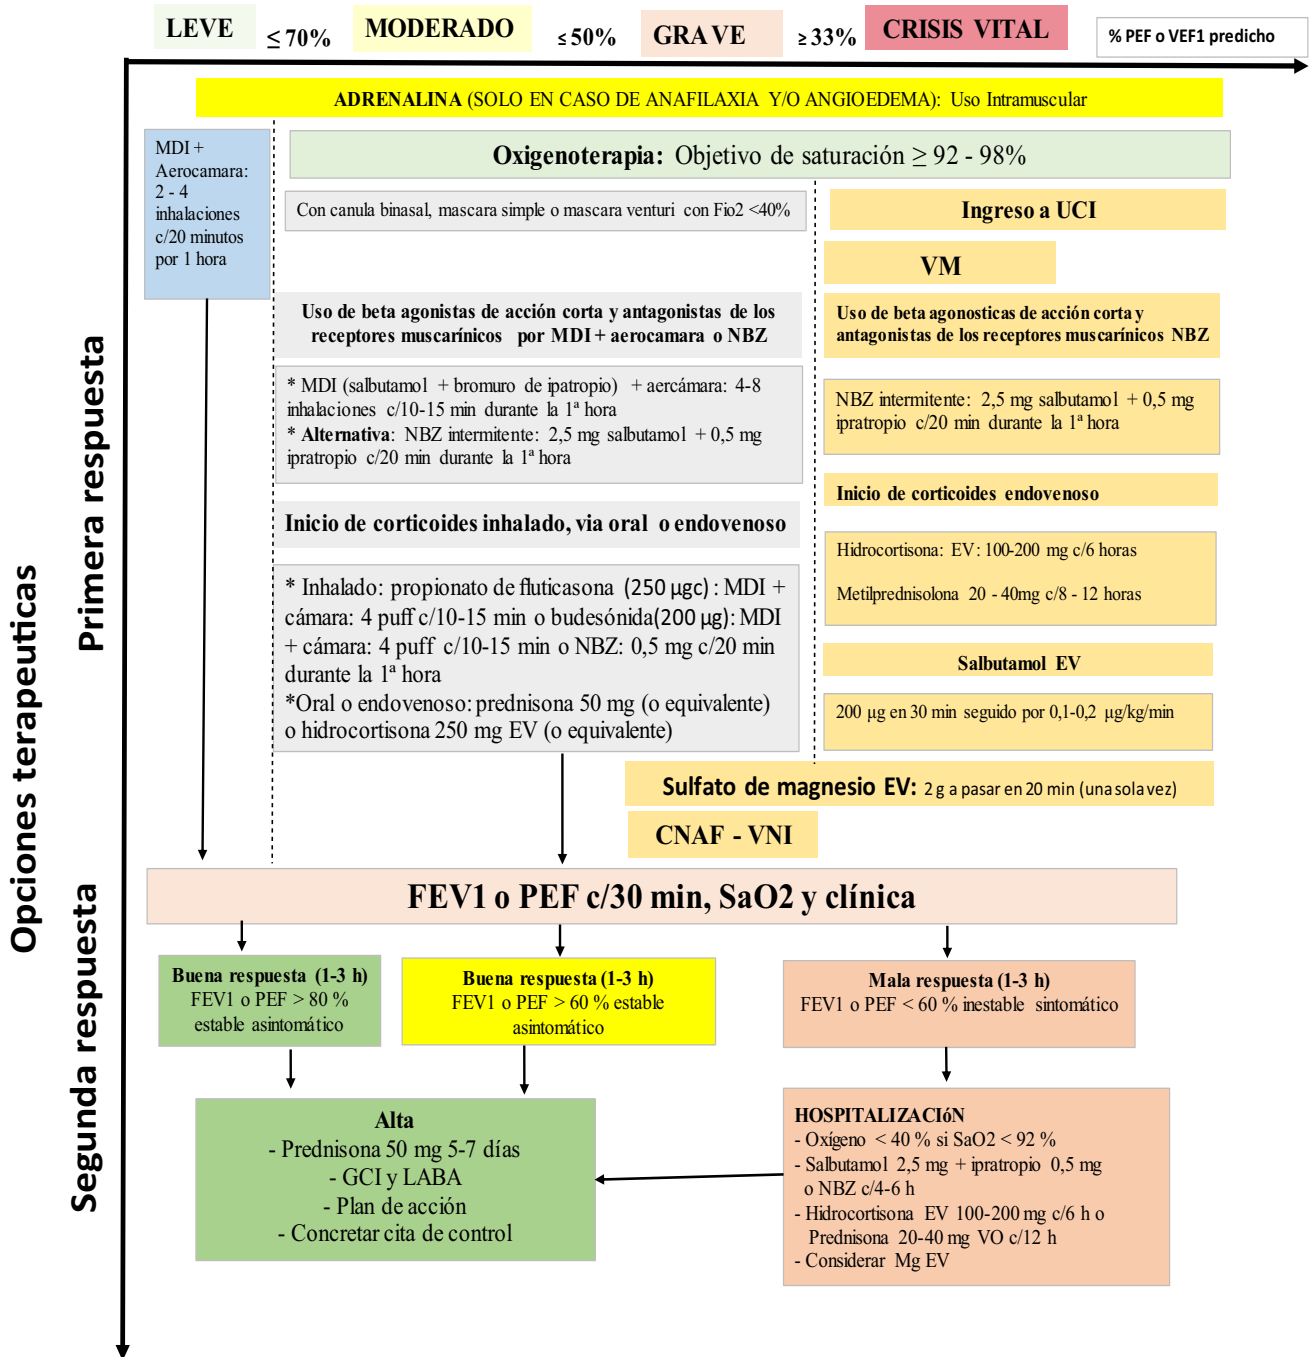 LEVE
≤ 70%
MODERADO
≤ 50%
GRAVE
≥ 33%
CRISIS VITAL
% PEF o VEF1 predicho
ADRENALINA (SOLO EN CASO DE ANAFILAXIA Y/O ANGIOEDEMA): Uso Intramuscular
MDI +
Aerocamara:
2 - 4
inhalaciones
c/20 minutos
por 1 hora
Oxigenoterapia: Objetivo de saturación ≥ 92 - 98%
Con canula binasal, mascara simple o mascara venturi con Fio2 <40%
Ingreso a UCI
VM
Uso de beta agonistas de acción corta y antagonistas de los
receptores muscarínicos por MDI + aerocamara o NBZ
Uso de beta agonosticas de acción corta y
antagonistas de los receptores muscarínicos NBZ
* MDI (salbutamol + bromuro de ipatropio) + aercámara: 4-8
inhalaciones c/10-15 min durante la 1ª hora
* Alternativa: NBZ intermitente: 2,5 mg salbutamol + 0,5 mg
ipratropio c/20 min durante la 1ª hora
NBZ intermitente: 2,5 mg salbutamol + 0,5 mg
ipratropio c/20 min durante la 1ª hora
Inicio de corticoides inhalado, via oral o endovenoso
Inicio de corticoides endovenoso
* Inhalado: propionato de fluticasona (250 µgc) : MDI +
cámara: 4 puff c/10-15 min o budesónida(200 µg): MDI
+ cámara: 4 puff c/10-15 min o NBZ: 0,5 mg c/20 min
durante la 1ª hora
*Oral o endovenoso: prednisona 50 mg (o equivalente)
o hidrocortisona 250 mg EV (o equivalente)
Hidrocortisona: EV: 100-200 mg c/6 horas
Metilprednisolona 20 - 40mg c/8 - 12 horas
Salbutamol EV
200 µg en 30 min seguido por 0,1-0,2 µg/kg/min
Sulfato de magnesio EV: 2 g a pasar en 20 min (una sola vez)
CNAF - VNI
Opciones terapeuticas
Primera respuesta
Segunda respuesta
FEV1 o PEF c/30 min, SaO2 y clínica
Buena respuesta (1-3 h)
FEV1 o PEF > 80 %
estable asintomático
Buena respuesta (1-3 h)
FEV1 o PEF > 60 % estable
asintomático
Mala respuesta (1-3 h)
FEV1 o PEF < 60 % inestable sintomático
Alta
- Prednisona 50 mg 5-7 días
- GCI y LABA
- Plan de acción
- Concretar cita de control
HOSPITALIZACIóN
- Oxígeno < 40 % si SaO2 < 92 %
- Salbutamol 2,5 mg + ipratropio 0,5 mg
o NBZ c/4-6 h
- Hidrocortisona EV 100-200 mg c/6 h o
Prednisona 20-40 mg VO c/12 h
- Considerar Mg EV